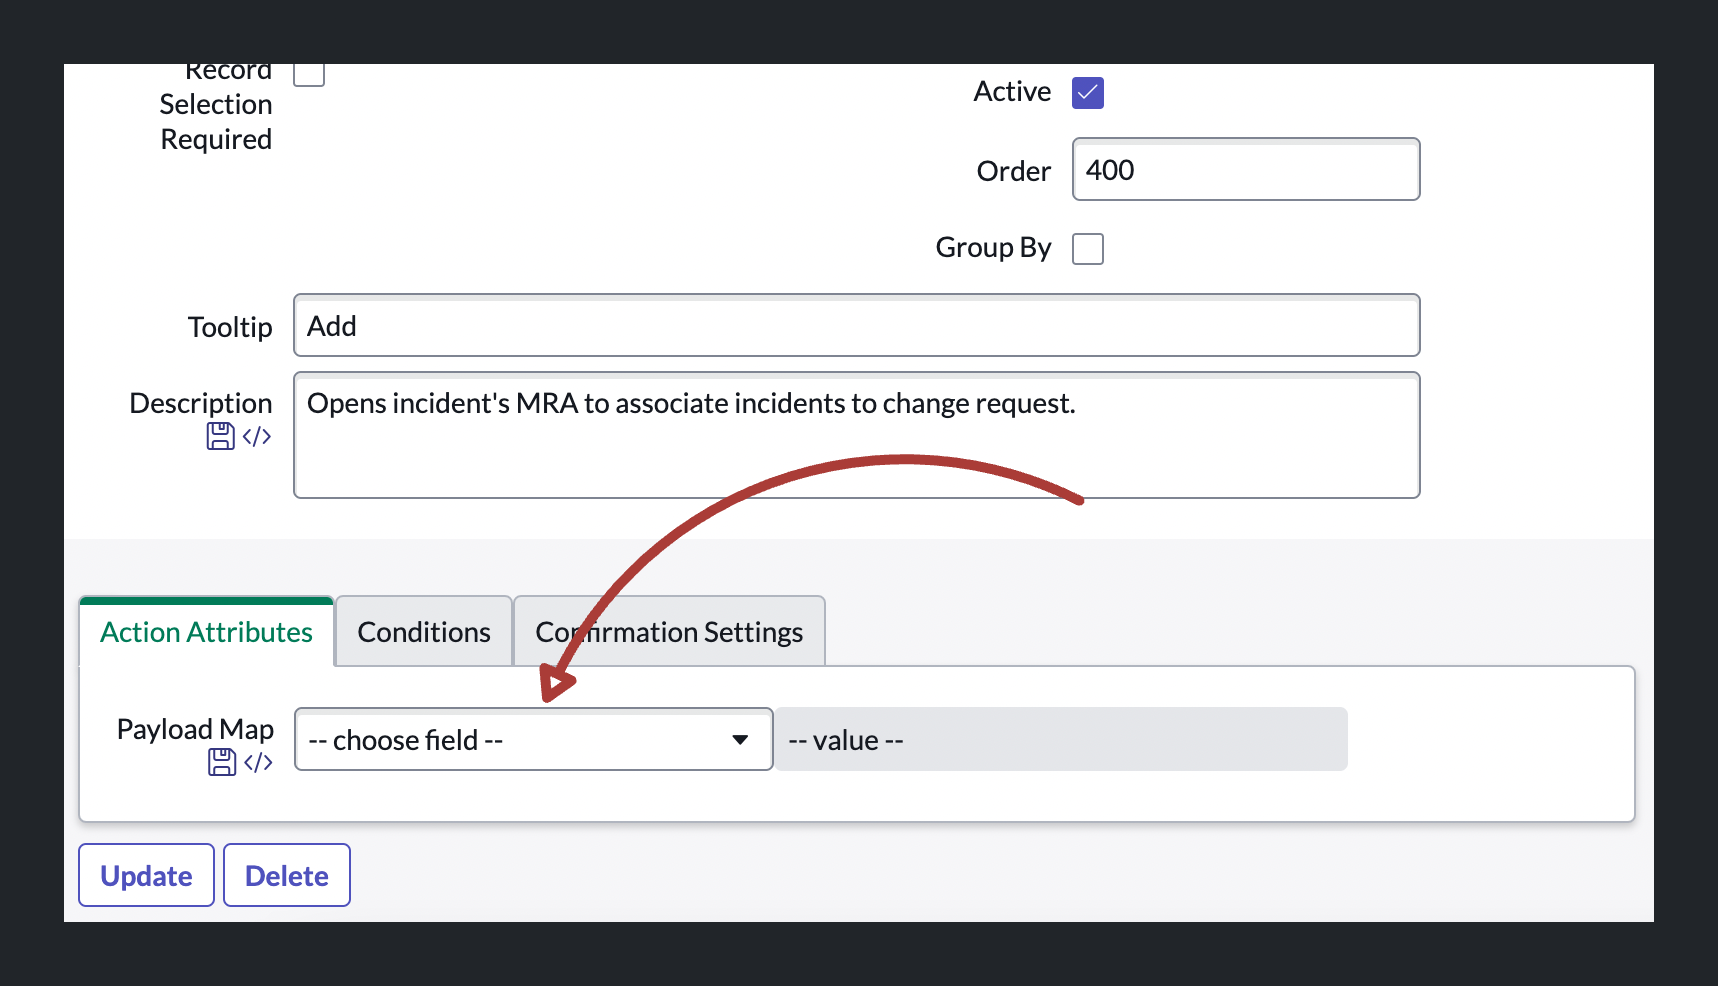 Record
Selection
Required
Active
Order 400
Group By
Tooltip Add
Description Opens incident's MRA to associate incidents to change request.
Action Attributes Conditions Confirmation Settings
Payload Map -- choose field -- -- value --
Update Delete